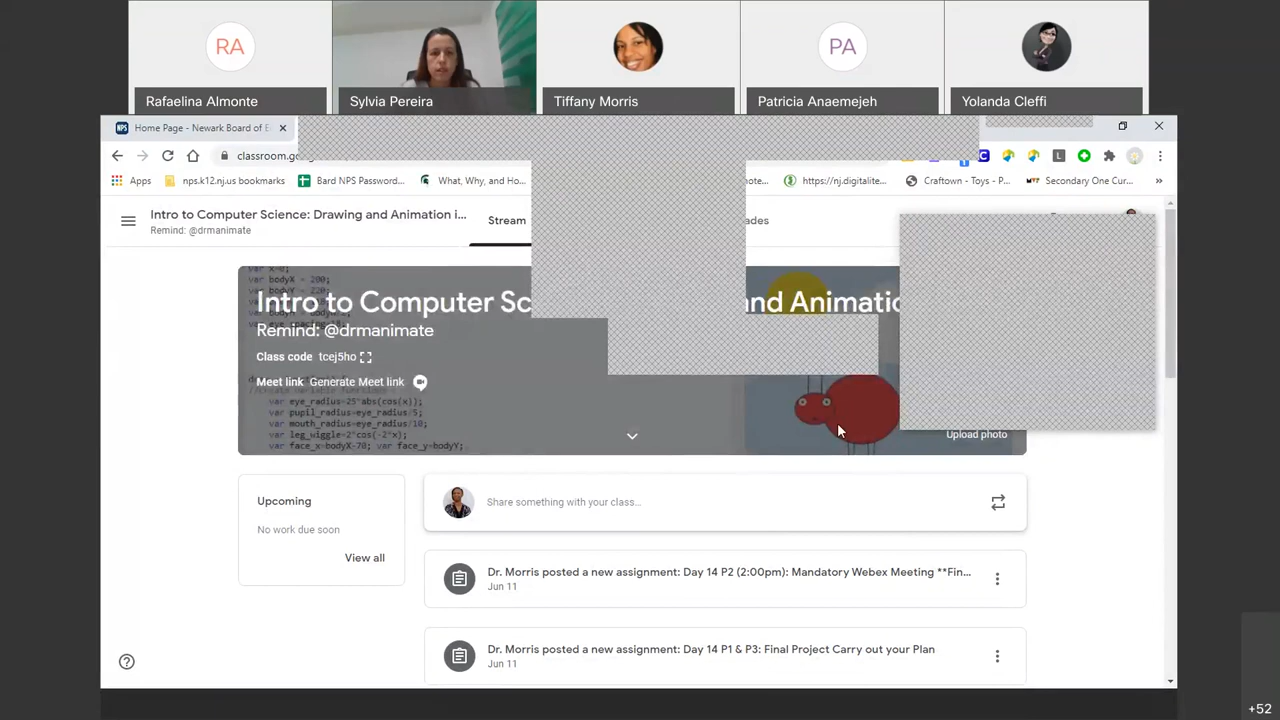 RA
PA
Rafaelina Almonte
Sylvia Pereira
Tiffany Morris
Patricia Anaemejeh
Yolanda Cleffi
NPS
Home Page - Newark Board of E
classroom.go
L
Apps
nps.k12.nj.us bookmarks
Bard NPS Password...
What, Why, and Ho...
note...
https://nj.digitalite...
Craftown - Toys - P...
Secondary One Cur...
»
Intro to Computer Science: Drawing and Animation i...
Remind: @drmanimate
Stream
ades
var bodyX = 200;
Intro to Computer Sc
nd Animatio
Remind: @drmanimate
Class code tcej5ho
Meet link Generate Meet link
var eye_radius=25*abs(cos(x));
var pupil_radius=eye_radius/5;
var mouth_radius=eye_radius/10;
var leg_wiggle=2*cos(-2*x);
var face_x=bodyX-70; var face_y=bodyY;
Upload photo
Upcoming
No work due soon
View all
Share something with your class...
Dr. Morris posted a new assignment: Day 14 P2 (2:00pm): Mandatory Webex Meeting **Fin...
Jun 11
Dr. Morris posted a new assignment: Day 14 P1 & P3: Final Project Carry out your Plan
Jun 11
?
+52